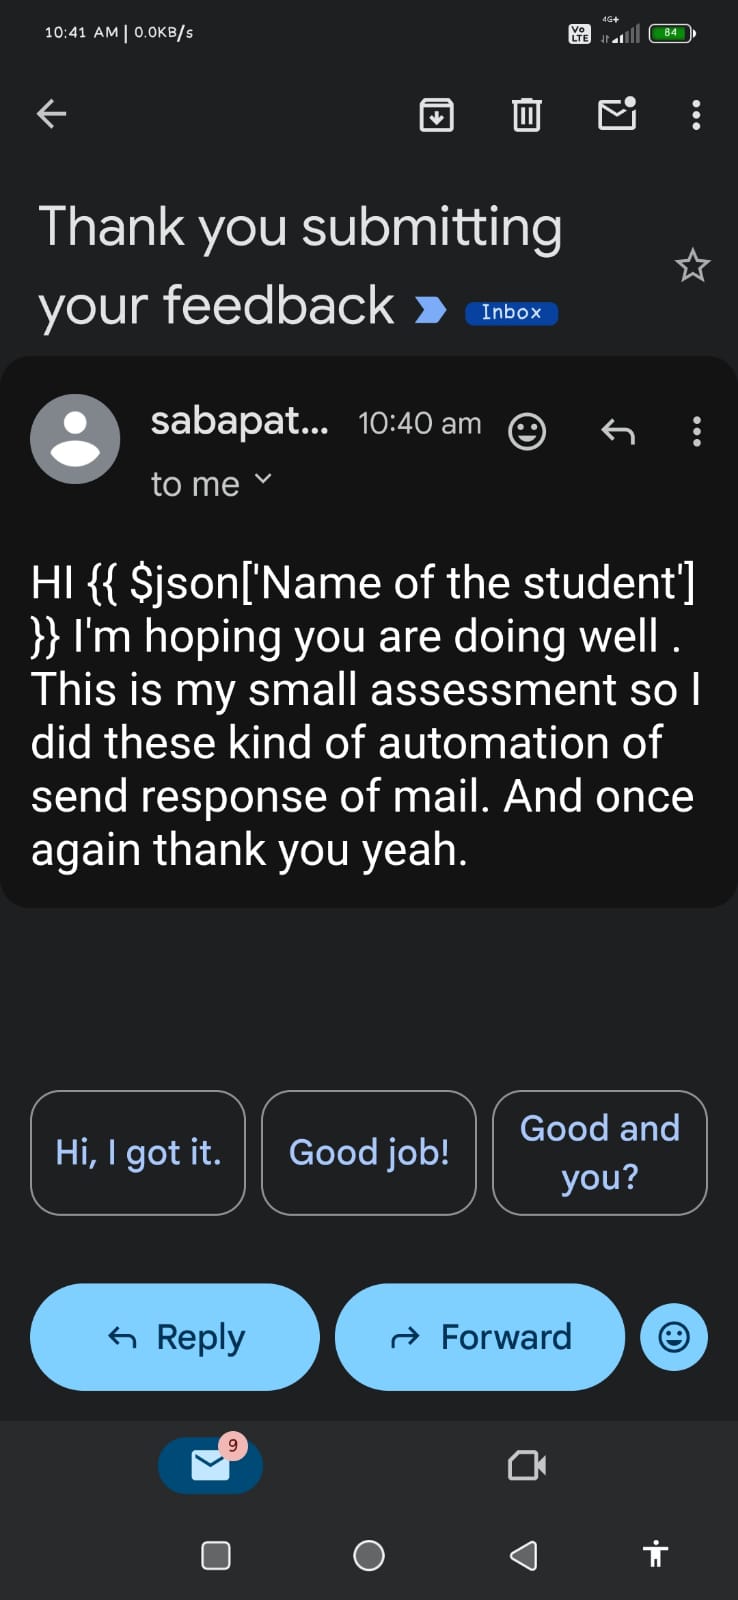 10:41 AM | 0.0KB/s
Vo LTE 4G+ 84
Thank you submitting
your feedback Inbox
sabapat... 10:40 am
to me
HI {{ $json['Name of the student']
}} I'm hoping you are doing well .
This is my small assessment so I
did these kind of automation of
send response of mail. And once
again thank you yeah.
Hi, I got it.
Good job!
Good and
you?
Reply
Forward
9